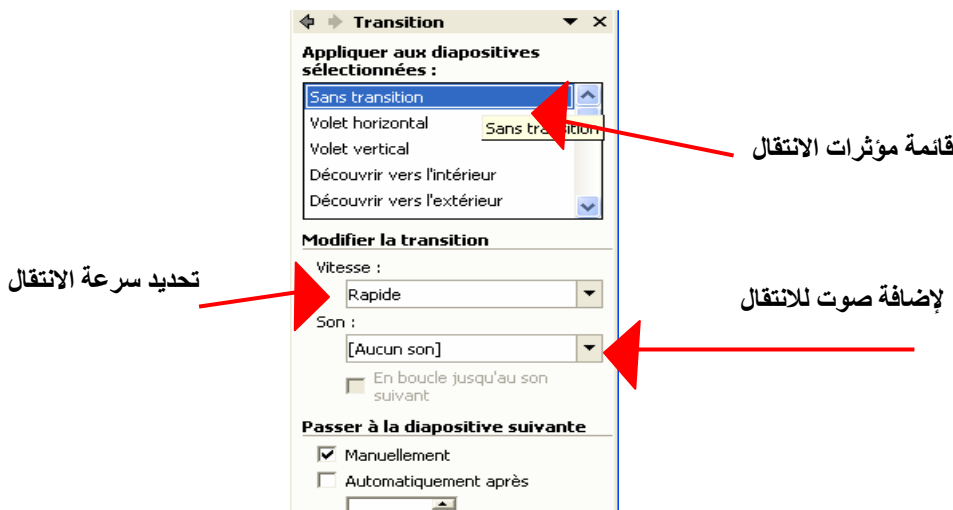 Transition
Appliquer aux diapositives
sélectionnées :
Sans transition
Volet horizontal
Sans transition
Volet vertical
Découvrir vers l'intérieur
Découvrir vers l'extérieur
قائمة مؤثرات الانتقال
Modifier la transition
Vitesse :
تحديد سرعة الانتقال
Rapide
Son :
لإضافة صوت للانتقال
[Aucun son]
En boucle jusqu'au son
suivant
Passer à la diapositive suivante
Manuellement
Automatiquement après